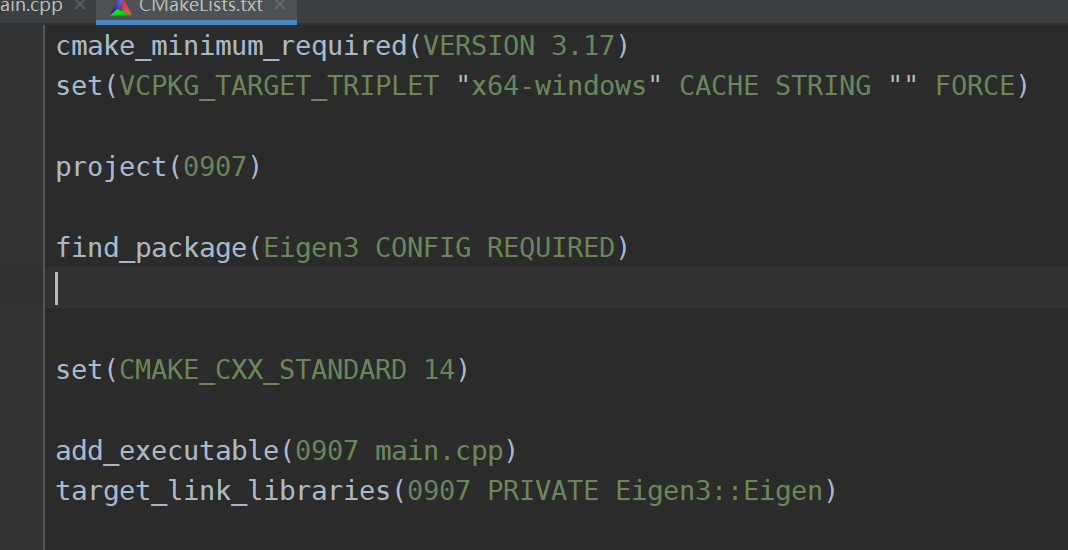 ain.cpp × CMakeLists.txt ×
cmake_minimum_required(VERSION 3.17)
set(VCPKG_TARGET_TRIPLET "x64-windows" CACHE STRING "" FORCE)
project(0907)
find_package(Eigen3 CONFIG REQUIRED)
set(CMAKE_CXX_STANDARD 14)
add_executable(0907 main.cpp)
target_link_libraries(0907 PRIVATE Eigen3::Eigen)